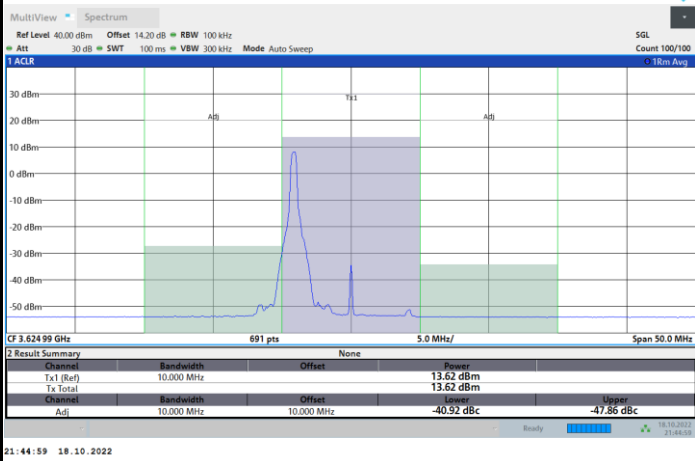 MultiView Spectrum
Ref Level 40.00 dBm Offset 14.20 dB RBW 100 kHz SGL
Att 30 dB SWT 100 ms VBW 300 kHz Mode Auto Sweep Count 100/100
1 ACLR 1Rm Avg
30 dBm
Tx1
20 dBm
Adj Adj
10 dBm
0 dBm
-10 dBm
-20 dBm
-30 dBm
-40 dBm
-50 dBm
CF 3.624 99 GHz 691 pts 5.0 MHz/ Span 50.0 MHz
2 Result Summary None
Channel Bandwidth Offset Power
Tx1 (Ref) 10.000 MHz 13.62 dBm
Tx Total 13.62 dBm
Channel Bandwidth Offset Lower Upper
Adj 10.000 MHz 10.000 MHz -40.92 dBc -47.86 dBc
Ready 18.10.2022
21:44:59
21:44:59 18.10.2022